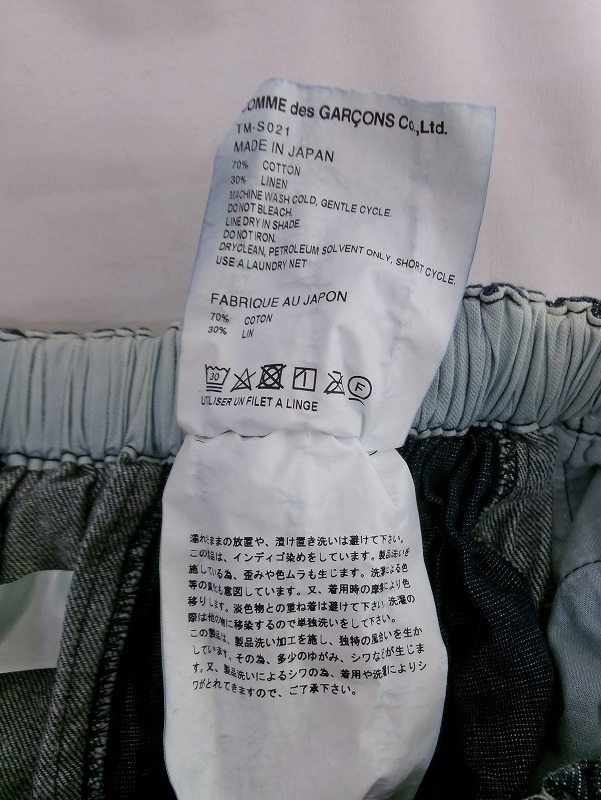 COMME des GARÇONS Co.,Ltd.
TM-S021
MADE IN JAPAN
70% COTTON
30% LINEN
MACHINE WASH COLD, GENTLE CYCLE.
DO NOT BLEACH.
LINE DRY IN SHADE.
DO NOT IRON.
DRYCLEAN, PETROLEUM SOLVENT ONLY, SHORT CYCLE.
USE A LAUNDRY NET
FABRIQUE AU JAPON
70% COTON
30% LIN
30
F
UTILISER UN FILET A LINGE
濡れたままの放置や、漬け置き洗いは避けて下さい。
この製品は、インディゴ染めをしています。製品洗いを
施している為、歪みや色ムラも生じます。洗濯による色
等の変化も意図しています。又、着用時の摩擦により色
移りします。淡色物との重ね着は避けて下さい。洗濯の
際は他の物に移染するので単独洗いをして下さい。
この製品は、製品洗い加工を施し、独特の風合いを生か
しています。その為、多少のゆがみ、シワなどが生じま
す。又、製品洗いによるシワの為、着用や洗濯によりシ
ワがとれてきますので、ご了承下さい。